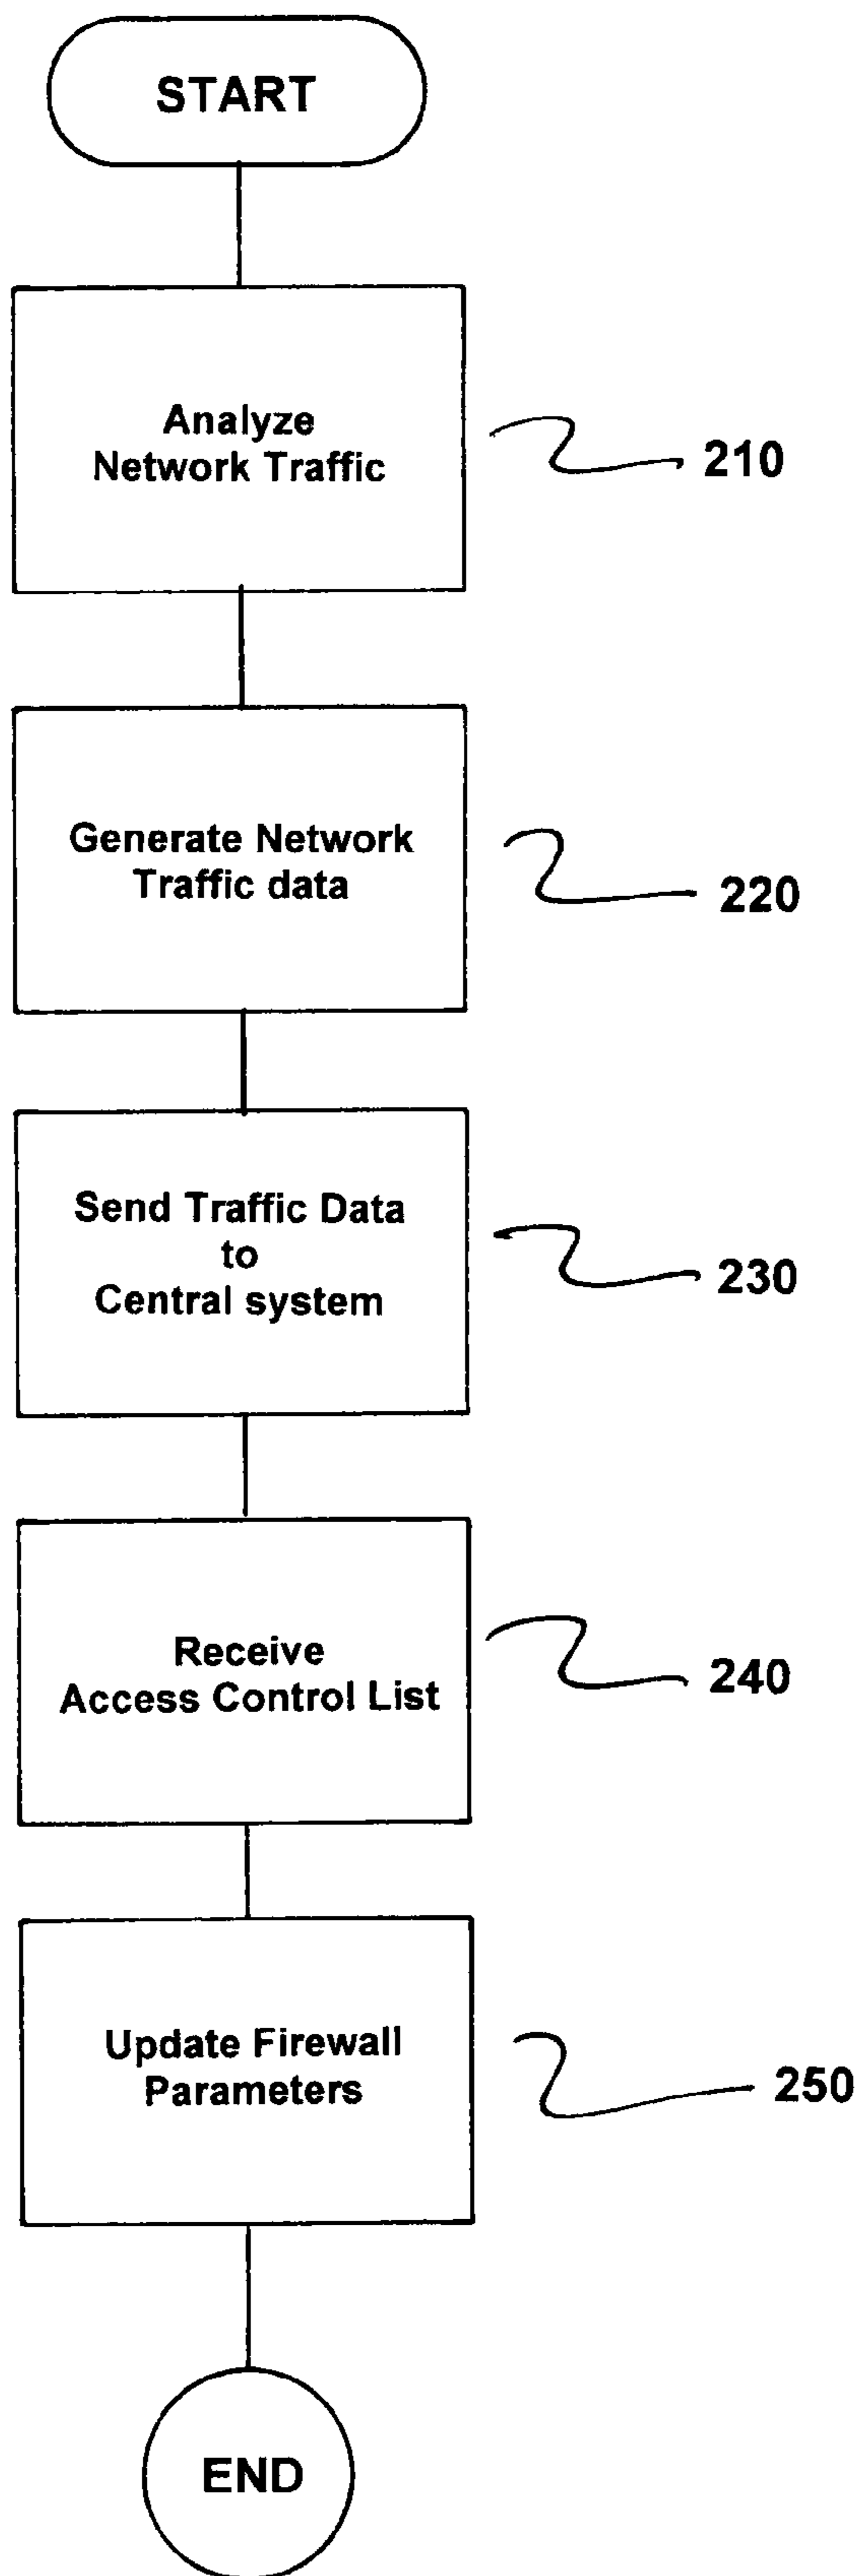 START
Analyze
Network Traffic
210
Generate Network
Traffic data
220
Send Traffic Data
to
Central system
230
Receive
Access Control List
240
Update Firewall
Parameters
250
END